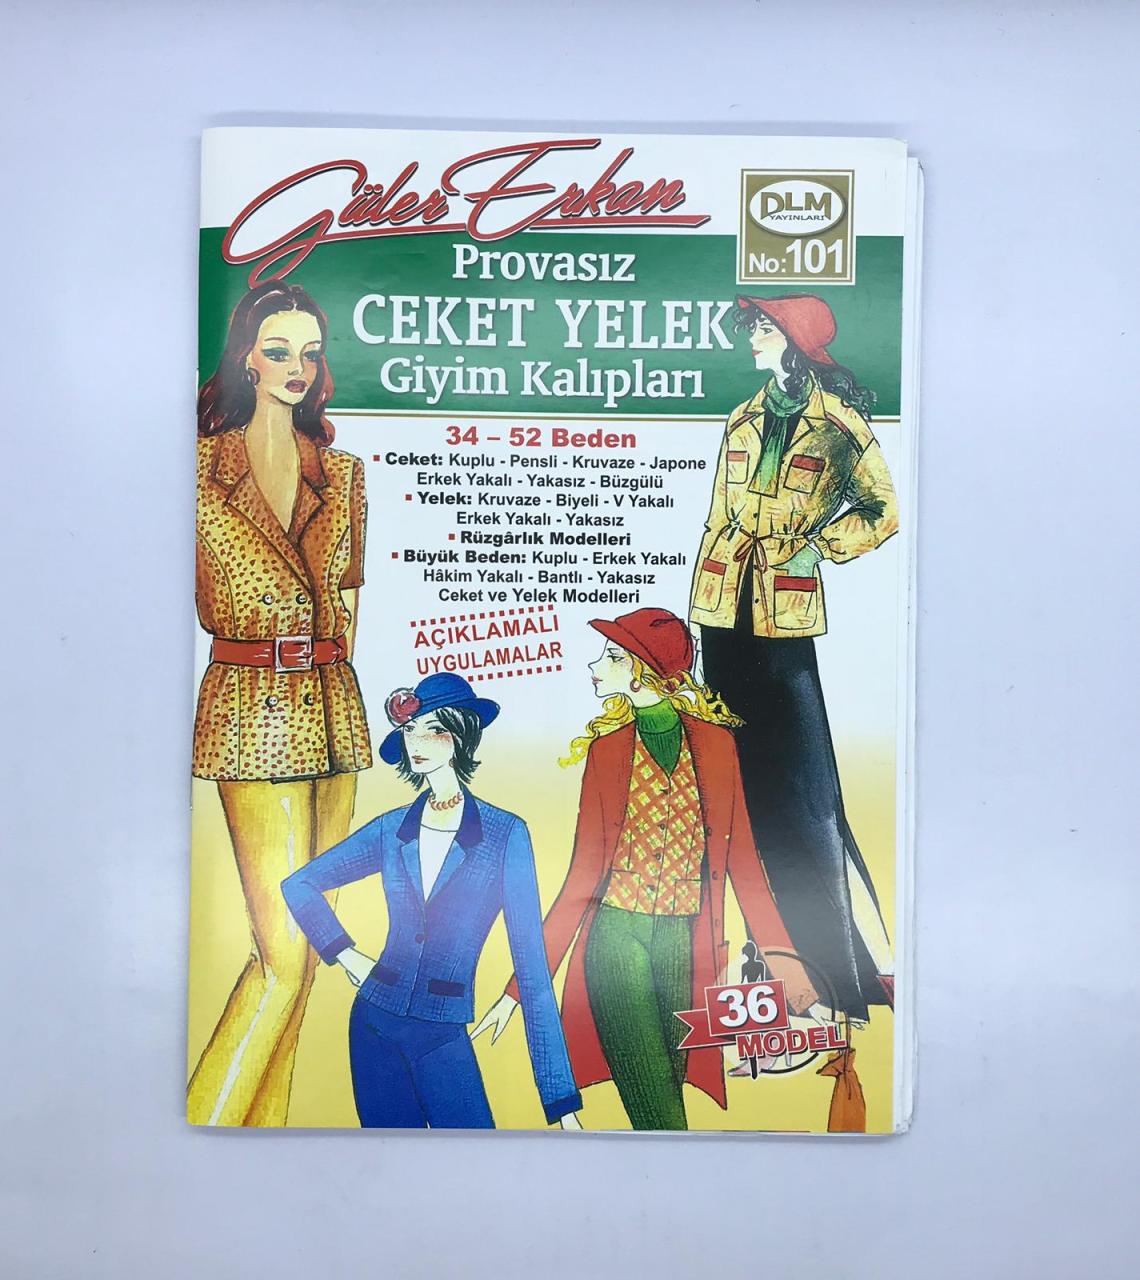 Güler Erkan
DLM
YAYINLARI
No:101
Provasız
CEKET YELEK
Giyim Kalıpları
34 – 52 Beden
▪ Ceket: Kuplu - Pensli - Kruvaze - Japone
Erkek Yakalı - Yakasız - Büzgülü
▪ Yelek: Kruvaze - Biyeli - V Yakalı
Erkek Yakalı - Yakasız
▪ Rüzgârlık Modelleri
▪ Büyük Beden: Kuplu - Erkek Yakalı
Hâkim Yakalı - Bantlı - Yakasız
Ceket ve Yelek Modelleri
AÇIKLAMALI
UYGULAMALAR
36
MODEL